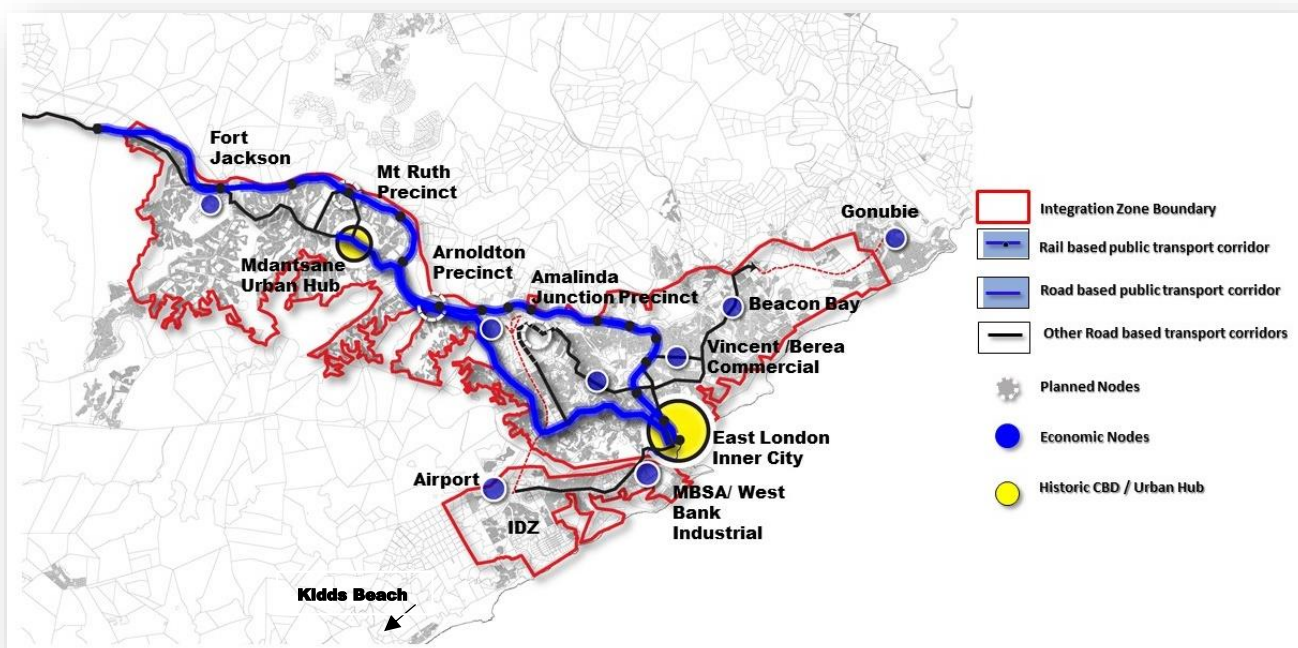 Fort
Jackson
Mt Ruth
Precinct
Gonubie
Mdantsane
Urban Hub
Arnoldton
Precinct
Amalinda
Junction Precinct
Beacon Bay
Vincent /Berea
Commercial
East London
Inner City
Airport
MBSA/ West
Bank
Industrial
IDZ
Kidds Beach
Integration Zone Boundary
Rail based public transport corridor
Road based public transport corridor
Other Road based transport corridors
Planned Nodes
Economic Nodes
Historic CBD / Urban Hub